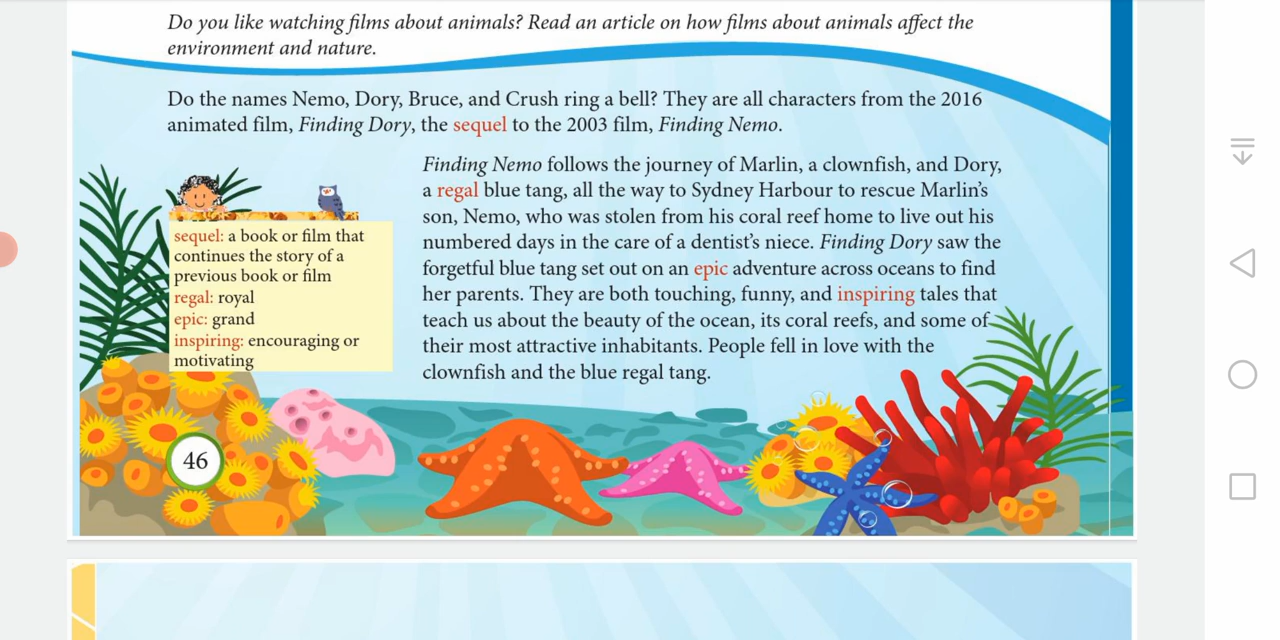 Do you like watching films about animals? Read an article on how films about animals affect the
environment and nature.
Do the names Nemo, Dory, Bruce, and Crush ring a bell? They are all characters from the 2016
animated film, Finding Dory, the sequel to the 2003 film, Finding Nemo.
Finding Nemo follows the journey of Marlin, a clownfish, and Dory,
a regal blue tang, all the way to Sydney Harbour to rescue Marlin's
son, Nemo, who was stolen from his coral reef home to live out his
numbered days in the care of a dentist's niece. Finding Dory saw the
forgetful blue tang set out on an epic adventure across oceans to find
her parents. They are both touching, funny, and inspiring tales that
teach us about the beauty of the ocean, its coral reefs, and some of
their most attractive inhabitants. People fell in love with the
clownfish and the blue regal tang.
sequel: a book or film that
continues the story of a
previous book or film
regal: royal
epic: grand
inspiring: encouraging or
motivating
46